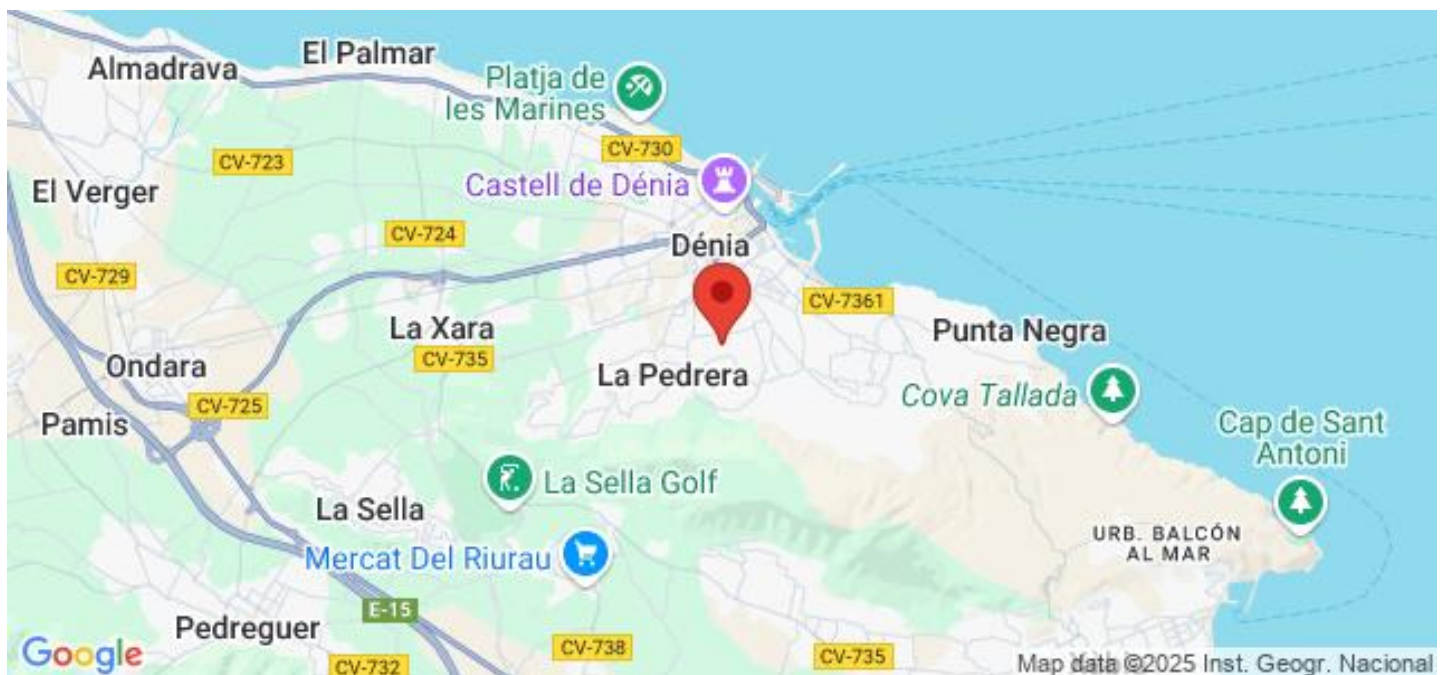 El Palmar
Almadrava
Platja de
les Marines
CV-730
CV-723
Castell de Dénia
El Verger
CV-724
Dénia
CV-729
CV-7361
La Xara
Punta Negra
CV-735
Ondara
La Pedrera
Cova Tallada
CV-725
Pamis
Cap de Sant
Antoni
La Sella Golf
La Sella
URB. BALCÓN
AL MAR
Mercat Del Riurau
E-15
Pedreguer
CV-738
CV-735
CV-732
Google
Map data ©2025 Inst. Geogr. Nacional